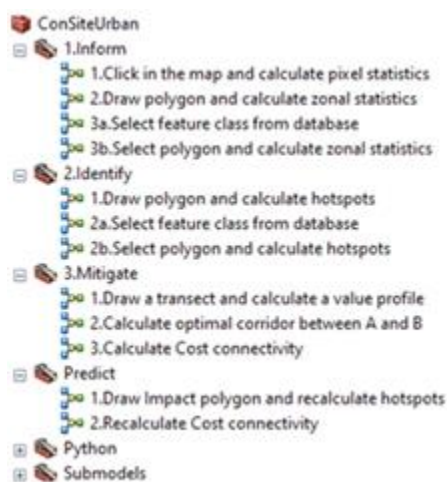 ConSiteUrban
1.Inform
1.Click in the map and calculate pixel statistics
2.Draw polygon and calculate zonal statistics
3a.Select feature class from database
3b.Select polygon and calculate zonal statistics
2.Identify
1.Draw polygon and calculate hotspots
2a.Select feature class from database
2b.Select polygon and calculate hotspots
3.Mitigate
1.Draw a transect and calculate a value profile
2.Calculate optimal corridor between A and B
3.Calculate Cost connectivity
Predict
1.Draw Impact polygon and recalculate hotspots
2.Recalculate Cost connectivity
Python
Submodels